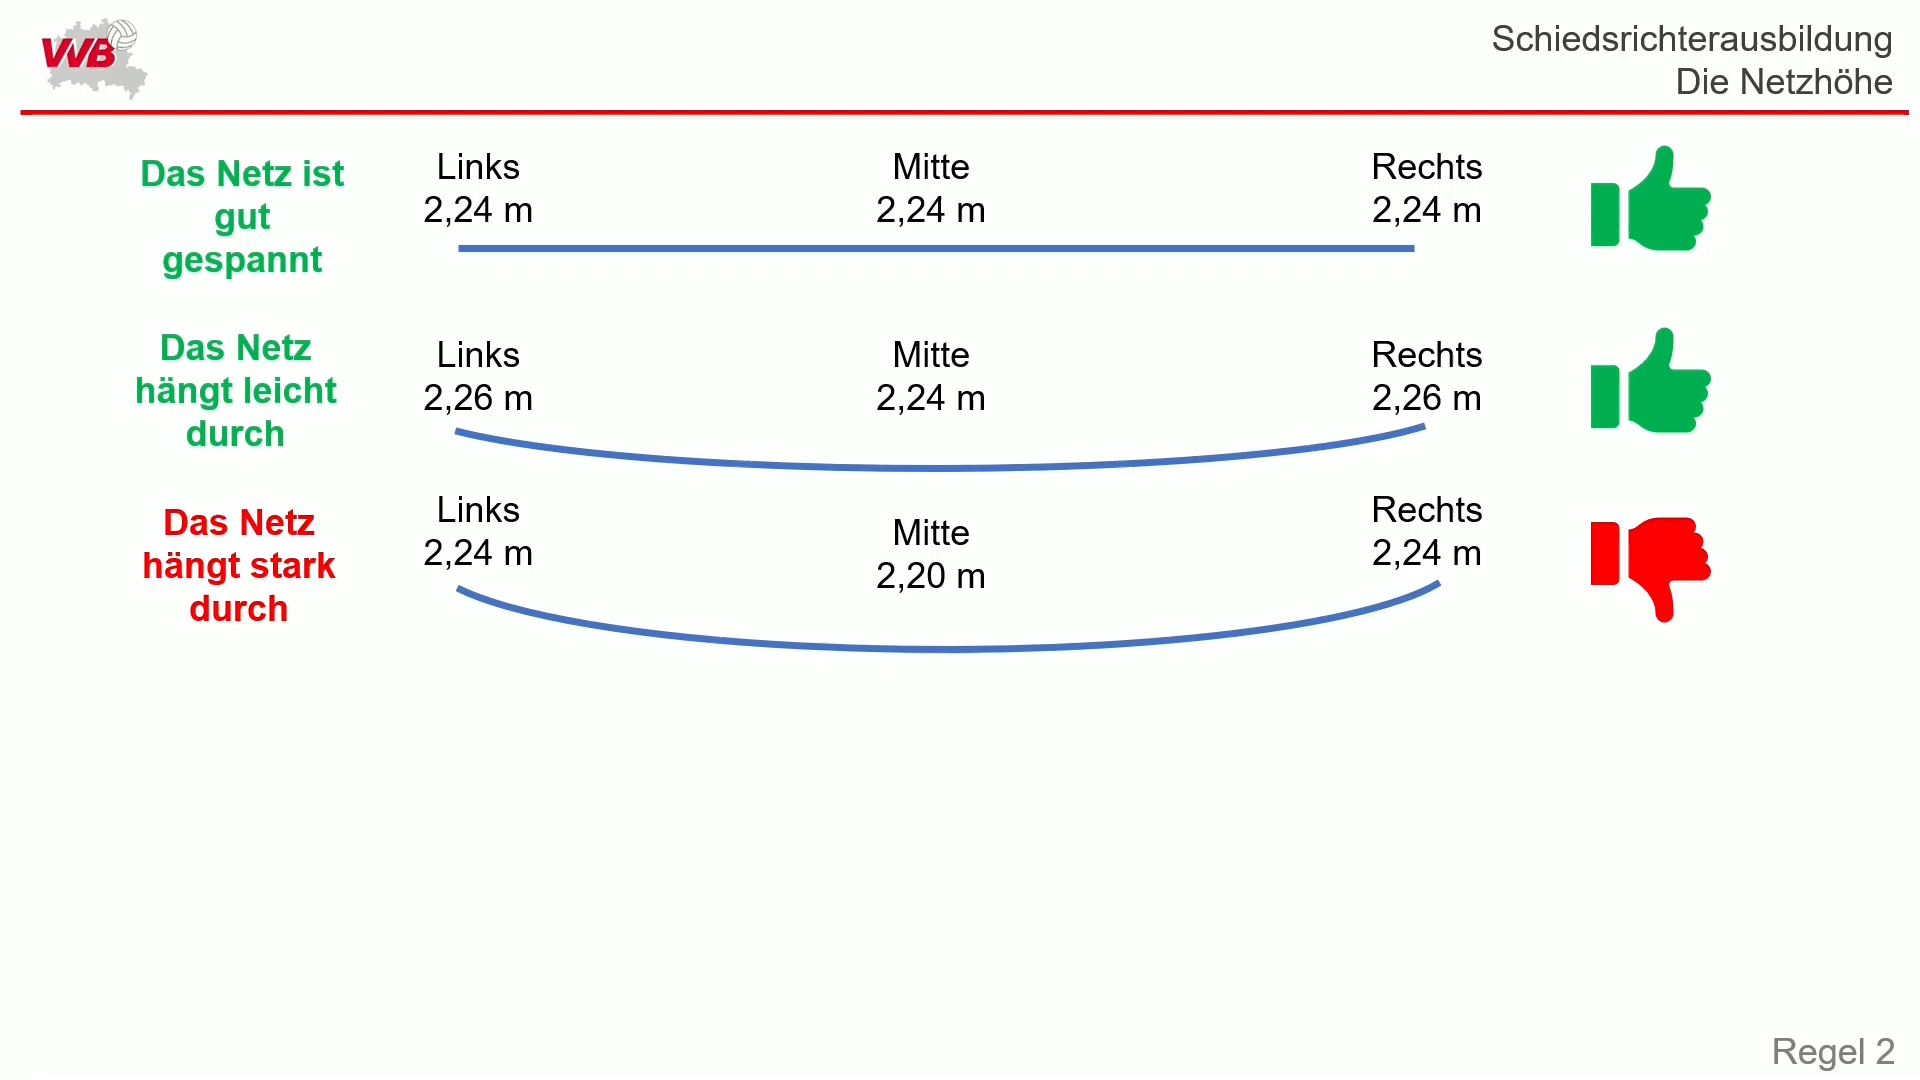 VVB
Schiedsrichterausbildung
Die Netzhöhe
Das Netz ist
gut
gespannt
Links
2,24 m
Mitte
2,24 m
Rechts
2,24 m
Das Netz
hängt leicht
durch
Links
2,26 m
Mitte
2,24 m
Rechts
2,26 m
Das Netz
hängt stark
durch
Links
2,24 m
Mitte
2,20 m
Rechts
2,24 m
Regel 2